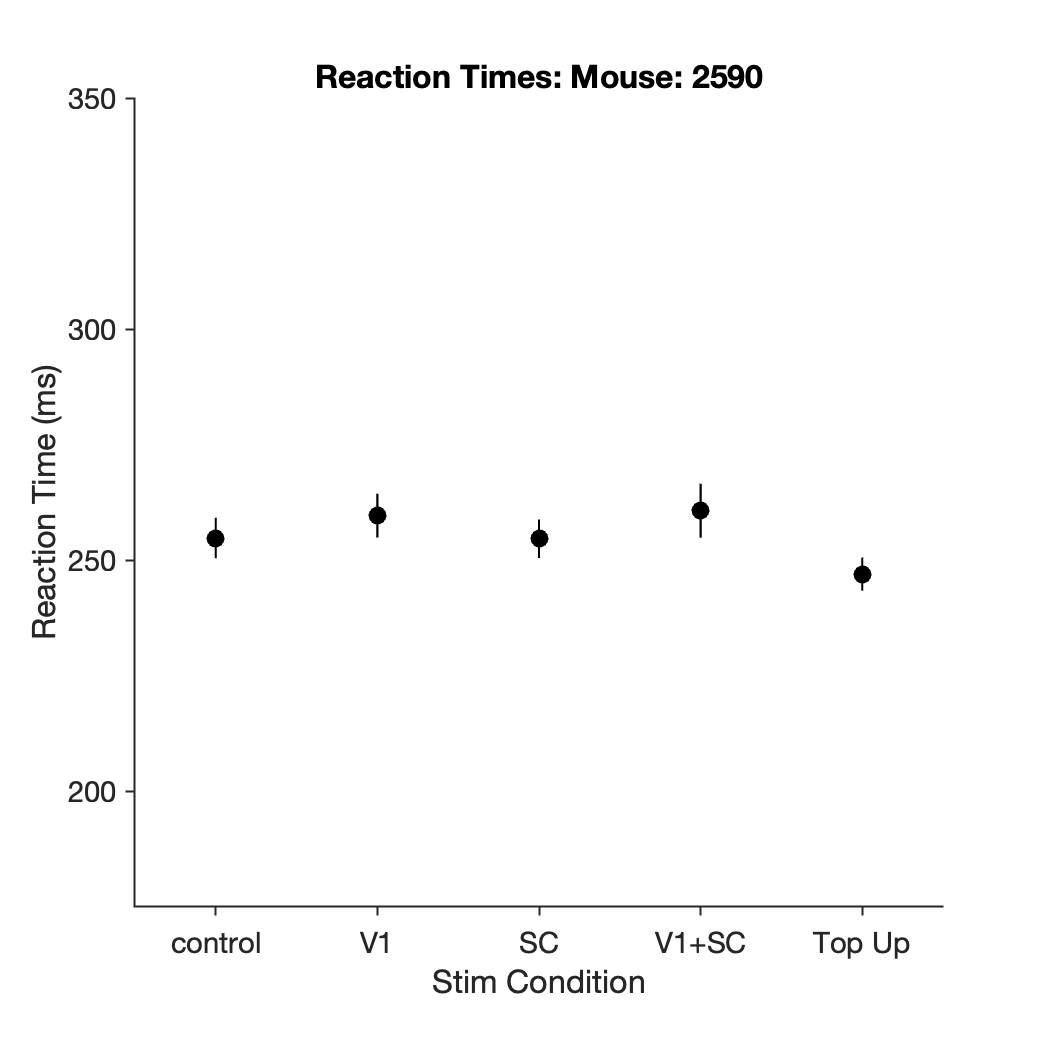 Reaction Times: Mouse: 2590
350
300
250
200
Reaction Time (ms)
control V1 SC V1+SC Top Up
Stim Condition